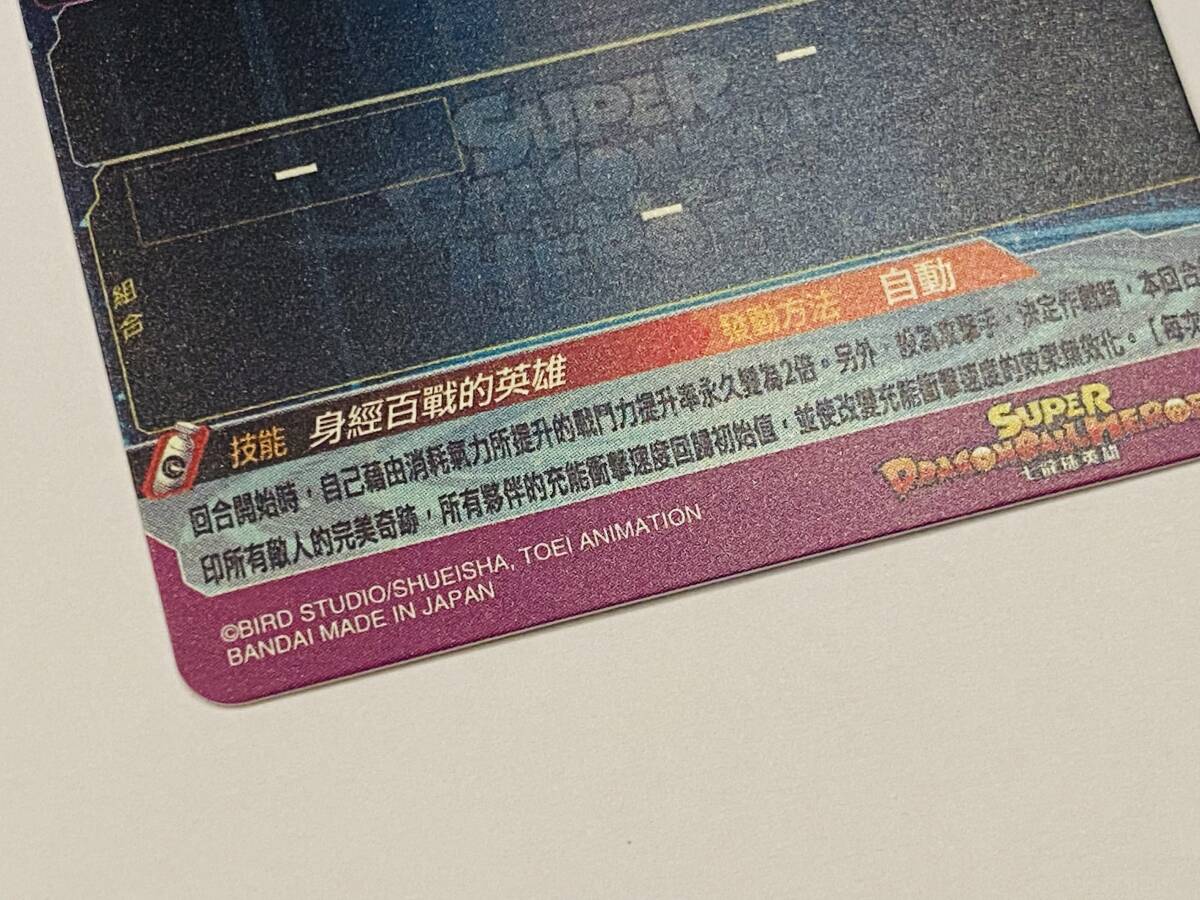 SUPER
組合
技能 身經百戰的英雄 發動方法 自動
回合開始時，自己藉由消耗氣力所提升的戰鬥力提升率永久變為2倍。另外，設為攻擊手，決定作戰時，本回合
印所有敵人的完美奇跡，所有夥伴的充能衝擊速度回歸初始值，並使改變充能衝擊速度的效果無效化。【每
SUPER
DRAGONBALL HEROES
七龍珠英雄
©BIRD STUDIO/SHUEISHA, TOEI ANIMATION
BANDAI MADE IN JAPAN